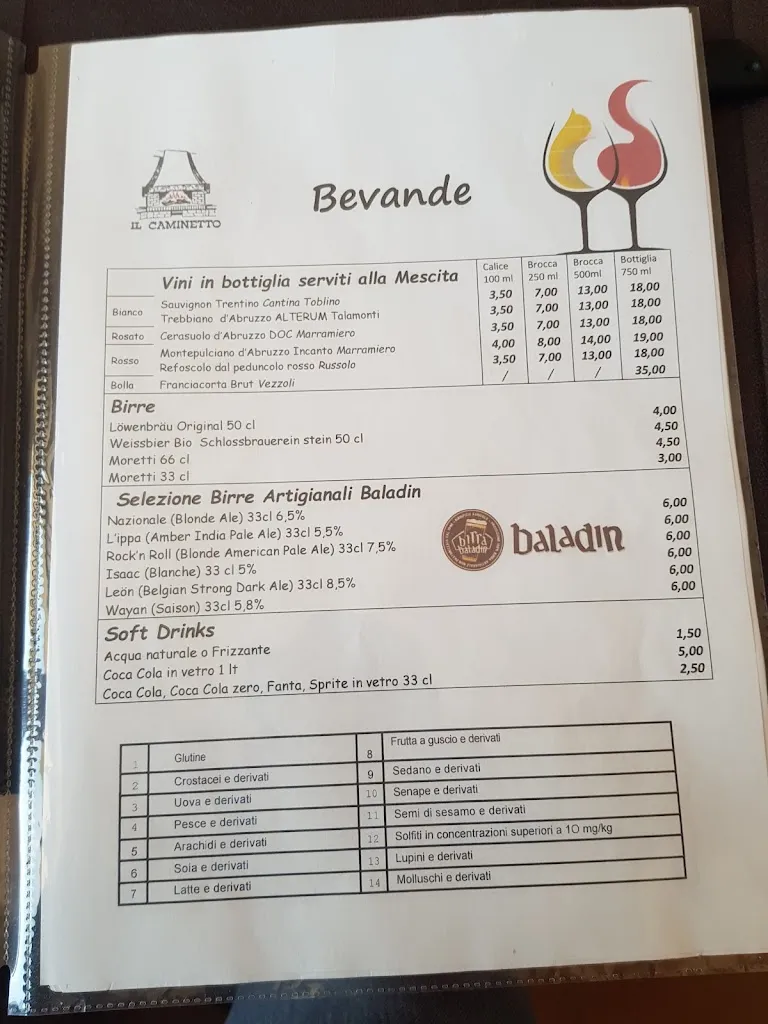 IL CAMINETTO
Bevande
Vini in bottiglia serviti alla Mescita Calice 100 ml Brocca 250 ml Brocca 500ml Bottiglia 750 ml
Bianco Sauvignon Trentino Cantina Toblino 3,50 7,00 13,00 18,00
Trebbiano d'Abruzzo ALTERUM Talamonti 3,50 7,00 13,00 18,00
Rosato Cerasuolo d'Abruzzo DOC Marramiero 3,50 7,00 13,00 18,00
Rosso Montepulciano d'Abruzzo Incanto Marramiero 4,00 8,00 14,00 19,00
Refoscolo dal peduncolo rosso Russolo 3,50 7,00 13,00 18,00
Bolla Franciacorta Brut Vezzoli / / / 35,00
Birre
Löwenbräu Original 50 cl 4,00
Weissbier Bio Schlossbrauerein stein 50 cl 4,50
Moretti 66 cl 4,50
Moretti 33 cl 3,00
Selezione Birre Artigianali Baladin
Nazionale (Blonde Ale) 33cl 6,5% 6,00
L'ippa (Amber India Pale Ale) 33cl 5,5% 6,00
Rock'n Roll (Blonde American Pale Ale) 33cl 7,5% 6,00
Isaac (Blanche) 33 cl 5% 6,00
Leön (Belgian Strong Dark Ale) 33cl 8,5% 6,00
Wayan (Saison) 33cl 5,8% 6,00
birra baladin
baladin
Soft Drinks
Acqua naturale o Frizzante 1,50
Coca Cola in vetro 1 lt 5,00
Coca Cola, Coca Cola zero, Fanta, Sprite in vetro 33 cl 2,50
1 Glutine 8 Frutta a guscio e derivati
2 Crostacei e derivati 9 Sedano e derivati
3 Uova e derivati 10 Senape e derivati
4 Pesce e derivati 11 Semi di sesamo e derivati
5 Arachidi e derivati 12 Solfiti in concentrazioni superiori a 10 mg/kg
6 Soia e derivati 13 Lupini e derivati
7 Latte e derivati 14 Molluschi e derivati